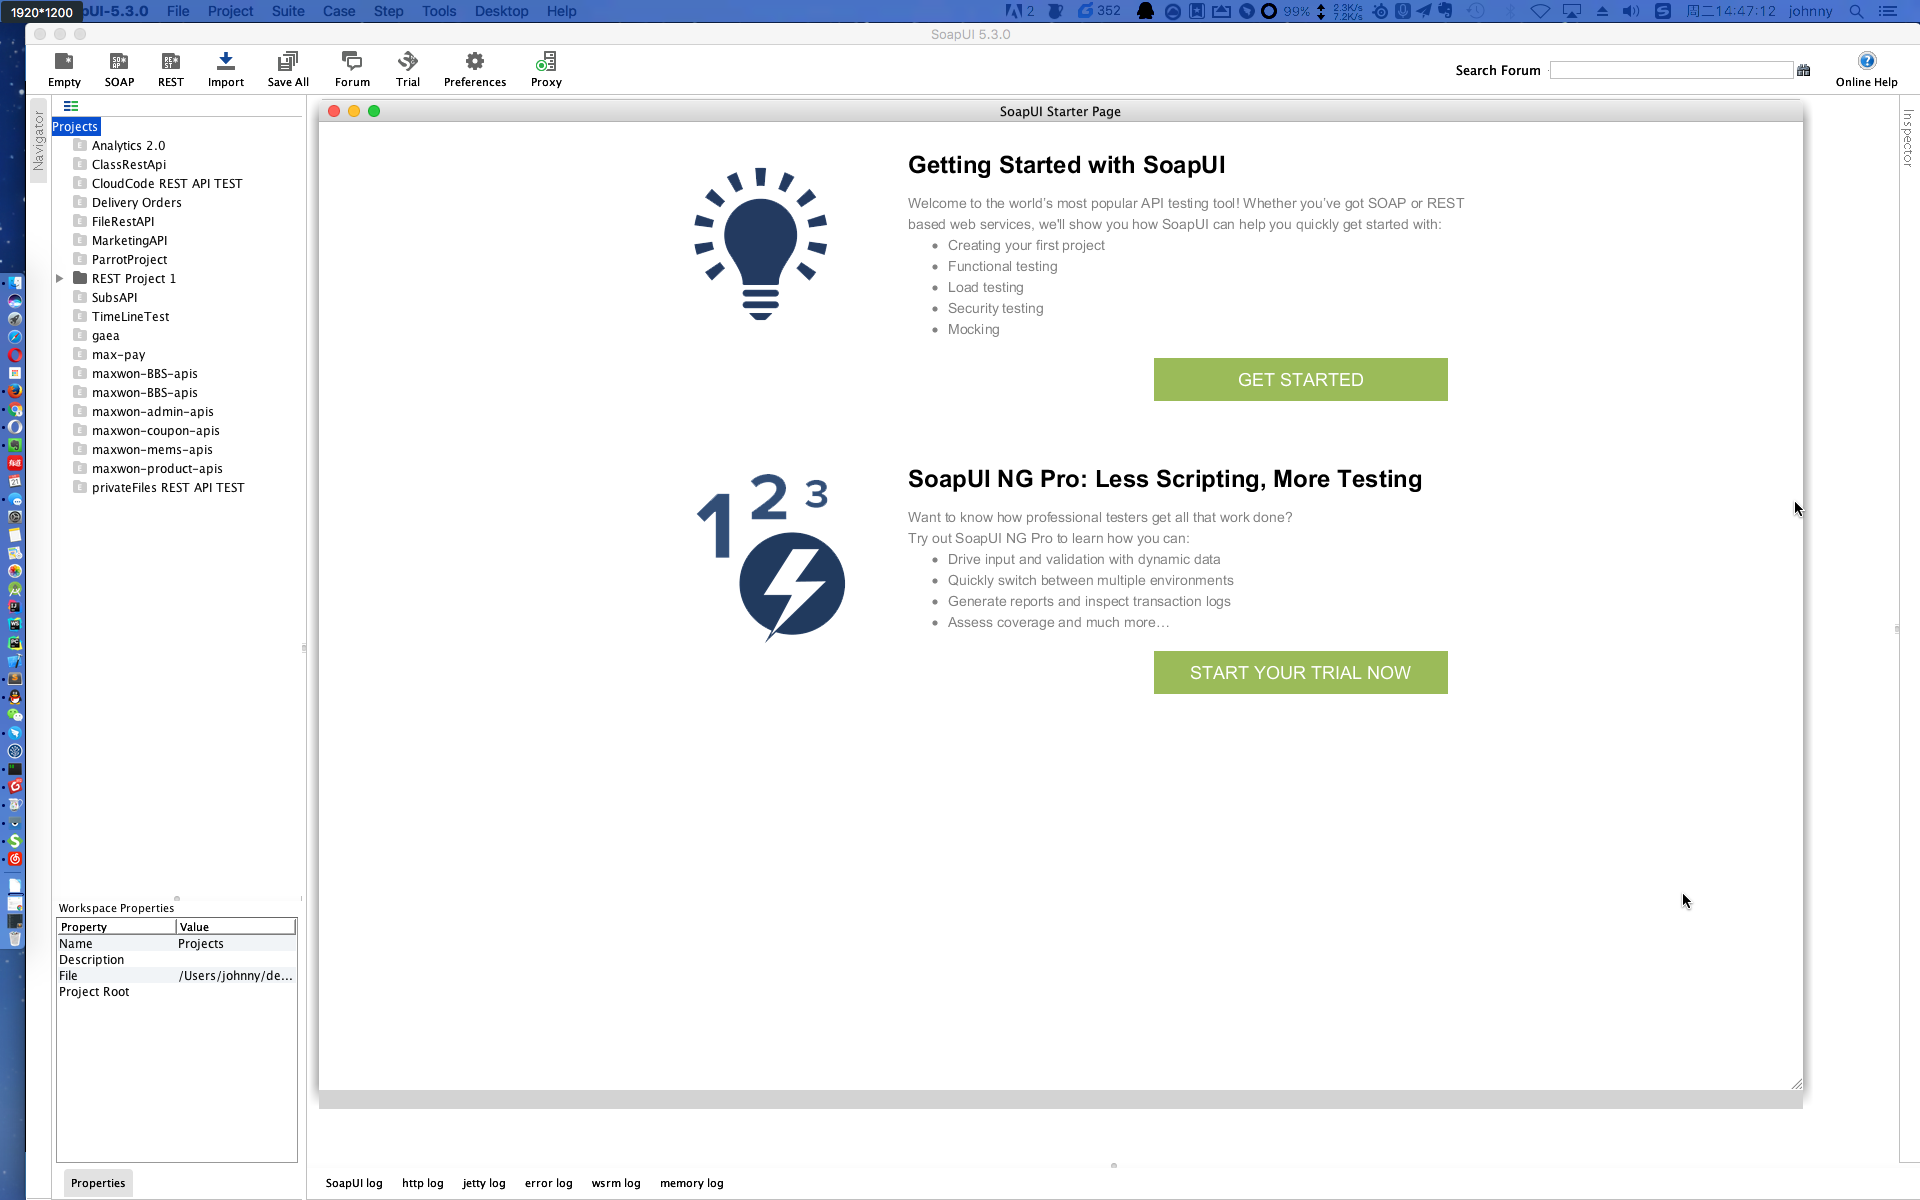 1920*1200
pUI-5.3.0 File Project Suite Case Step Tools Desktop Help 2 352 99% 2.3K/s 7.2K/s 周二14:47:12 johnny
SoapUI 5.3.0
Empty SOAP REST Import Save All Forum Trial Preferences Proxy Search Forum Online Help
Navigator
Inspector
Projects
Analytics 2.0
ClassRestApi
CloudCode REST API TEST
Delivery Orders
FileRestAPI
MarketingAPI
ParrotProject
REST Project 1
SubsAPI
TimeLineTest
gaea
max-pay
maxwon-BBS-apis
maxwon-BBS-apis
maxwon-admin-apis
maxwon-coupon-apis
maxwon-mems-apis
maxwon-product-apis
privateFiles REST API TEST
SoapUI Starter Page
Getting Started with SoapUI
Welcome to the world's most popular API testing tool! Whether you've got SOAP or REST
based web services, we'll show you how SoapUI can help you quickly get started with:
• Creating your first project
• Functional testing
• Load testing
• Security testing
• Mocking
GET STARTED
1 2 3
SoapUI NG Pro: Less Scripting, More Testing
Want to know how professional testers get all that work done?
Try out SoapUI NG Pro to learn how you can:
• Drive input and validation with dynamic data
• Quickly switch between multiple environments
• Generate reports and inspect transaction logs
• Assess coverage and much more...
START YOUR TRIAL NOW
Workspace Properties
Property Value
Name Projects
Description
File /Users/johnny/de...
Project Root
Properties
SoapUI log http log jetty log error log wsrm log memory log